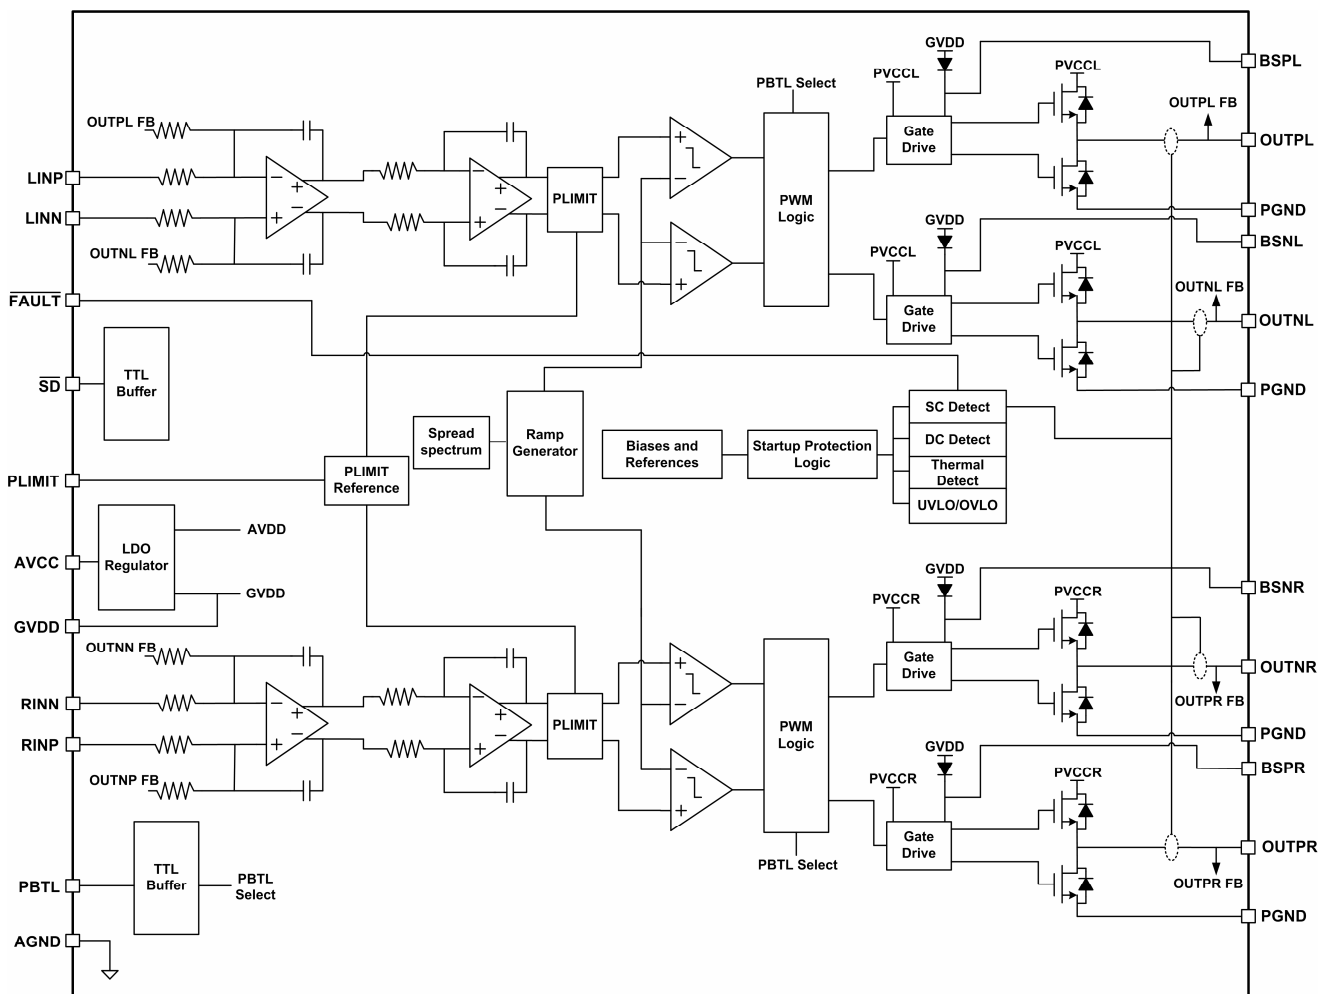 GVDD
BSPL
PVCCL
PVCCL
PBTL Select
OUTPL FB
OUTPL FB
Gate
Drive
OUTPL
LINP
PLIMIT
PWM
Logic
LINN
PGND
GVDD
BSNL
OUTNL FB
PVCCL
PVCCL
OUTNL FB
FAULT
Gate
Drive
OUTNL
TTL
Buffer
SD
PGND
SC Detect
Spread
spectrum
Ramp
Generator
Biases and
References
Startup Protection
Logic
DC Detect
Thermal
Detect
UVLO/OVLO
PLIMIT
PLIMIT
Reference
AVDD
LDO
Regulator
AVCC
GVDD
GVDD
GVDD
BSNR
PVCCR
PVCCR
OUTNN FB
Gate
Drive
OUTNR
OUTPR FB
RINN
PLIMIT
PWM
Logic
RINP
PGND
GVDD
BSPR
OUTNP FB
PVCCR
PVCCR
Gate
Drive
OUTPR
PBTL Select
OUTPR FB
TTL
Buffer
PBTL
PBTL
Select
PGND
AGND